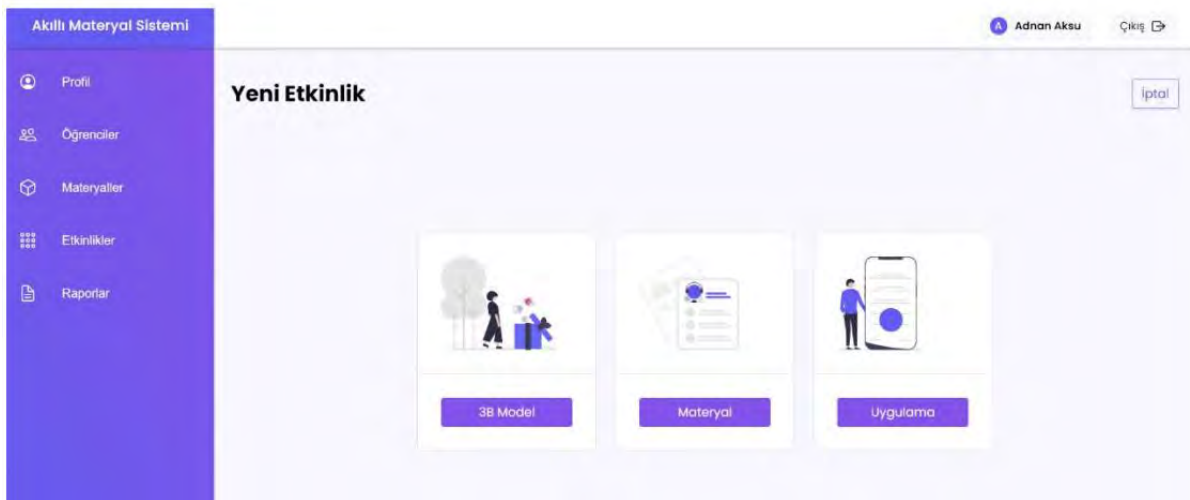 Akıllı Materyal Sistemi
A Adnan Aksu Çıkış
Profil
Öğrenciler
Materyaller
Etkinlikler
Raporlar
Yeni Etkinlik
İptal
3B Model
Materyal
Uygulama